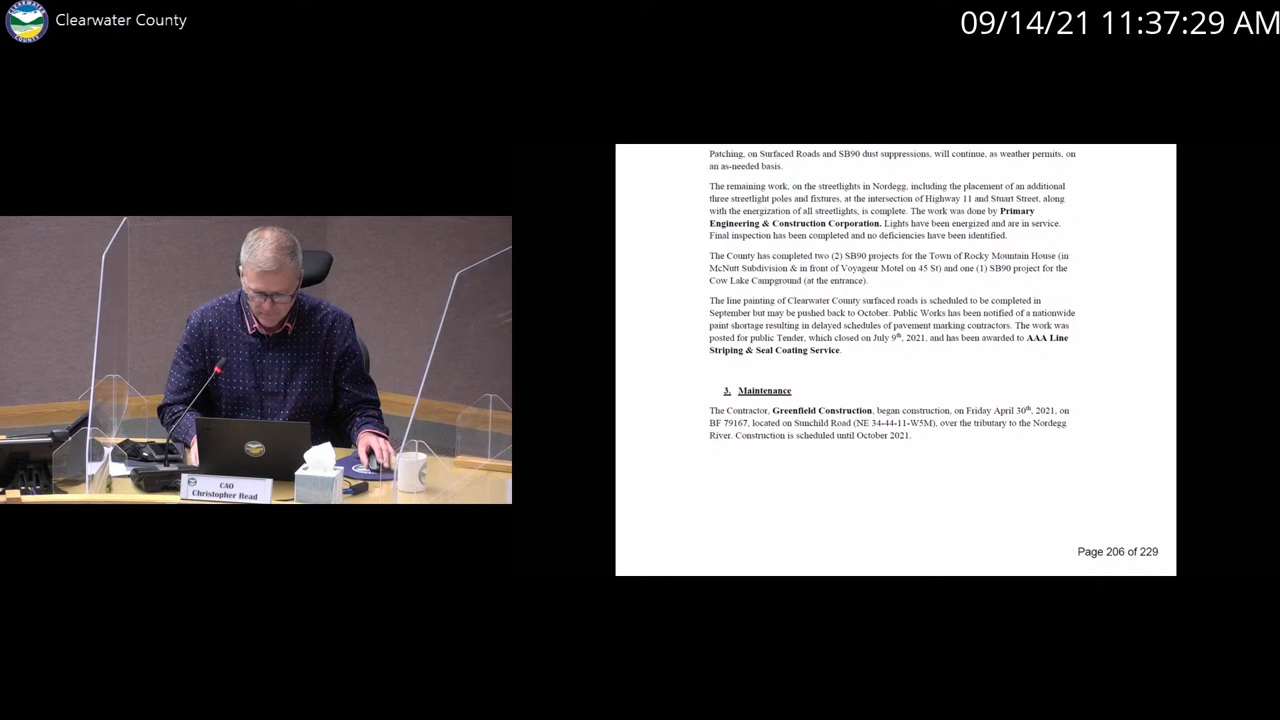 Clearwater County
09/14/21 11:37:29 AM
Patching, on Surfaced Roads and SB90 dust suppressions, will continue, as weather permits, on
an as-needed basis.
The remaining work, on the streetlights in Nordegg, including the placement of an additional
three streetlight poles and fixtures, at the intersection of Highway 11 and Stuart Street, along
with the energization of all streetlights, is complete. The work was done by Primary
Engineering & Construction Corporation. Lights have been energized and are in service.
Final inspection has been completed and no deficiencies have been identified.
The County has completed two (2) SB90 projects for the Town of Rocky Mountain House (in
McNutt Subdivision & in front of Voyageur Motel on 45 St) and one (1) SB90 project for the
Cow Lake Campground (at the entrance).
The line painting of Clearwater County surfaced roads is scheduled to be completed in
September but may be pushed back to October. Public Works has been notified of a nationwide
paint shortage resulting in delayed schedules of pavement marking contractors. The work was
posted for public Tender, which closed on July 9th, 2021, and has been awarded to AAA Line
Striping & Seal Coating Service.
3. Maintenance
The Contractor, Greenfield Construction, began construction, on Friday April 30th, 2021, on
BF 79167, located on Sunchild Road (NE 34-44-11-W5M), over the tributary to the Nordegg
River. Construction is scheduled until October 2021.
Page 206 of 229
CAO
Christopher Read